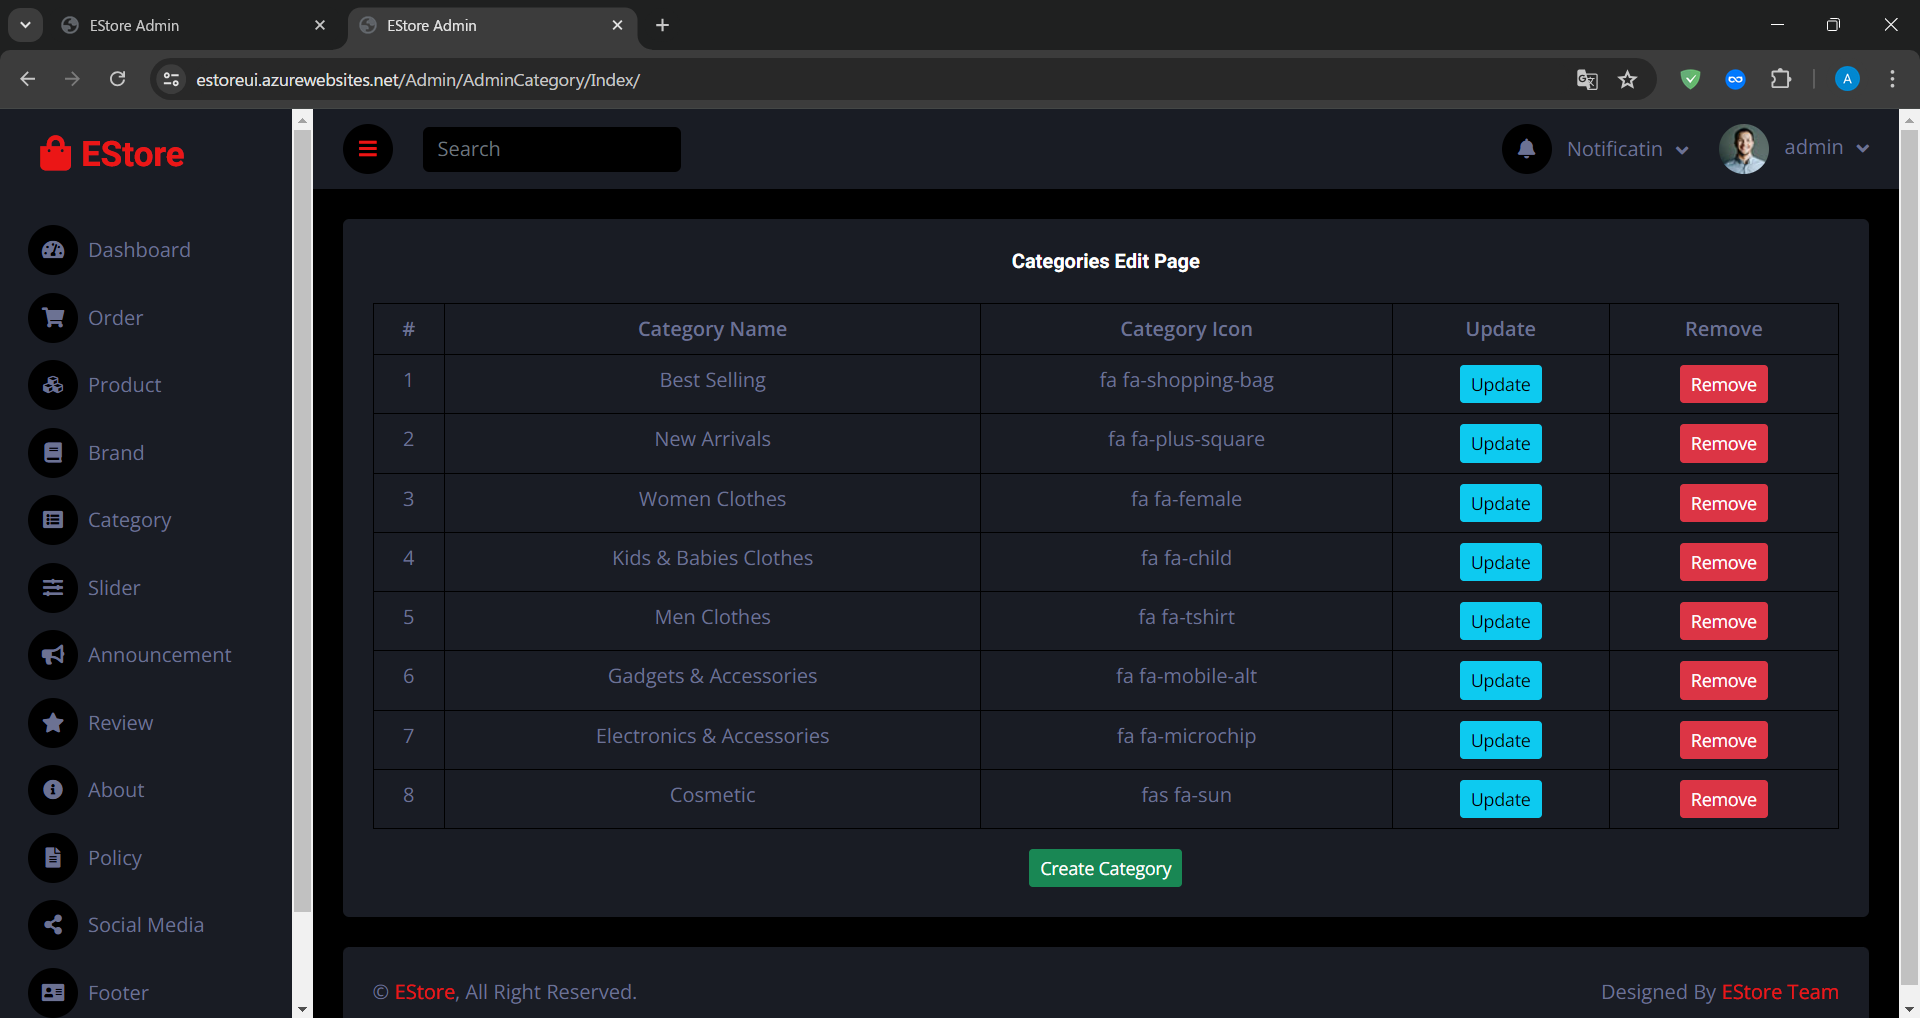 EStore Admin
EStore Admin
estoreui.azurewebsites.net/Admin/AdminCategory/Index/
A
EStore
Search
Notificatin
admin
Dashboard
Order
Product
Brand
Category
Slider
Announcement
Review
About
Policy
Social Media
Footer
Categories Edit Page
# Category Name Category Icon Update Remove
1 Best Selling fa fa-shopping-bag Update Remove
2 New Arrivals fa fa-plus-square Update Remove
3 Women Clothes fa fa-female Update Remove
4 Kids & Babies Clothes fa fa-child Update Remove
5 Men Clothes fa fa-tshirt Update Remove
6 Gadgets & Accessories fa fa-mobile-alt Update Remove
7 Electronics & Accessories fa fa-microchip Update Remove
8 Cosmetic fas fa-sun Update Remove
Create Category
© EStore, All Right Reserved.
Designed By EStore Team